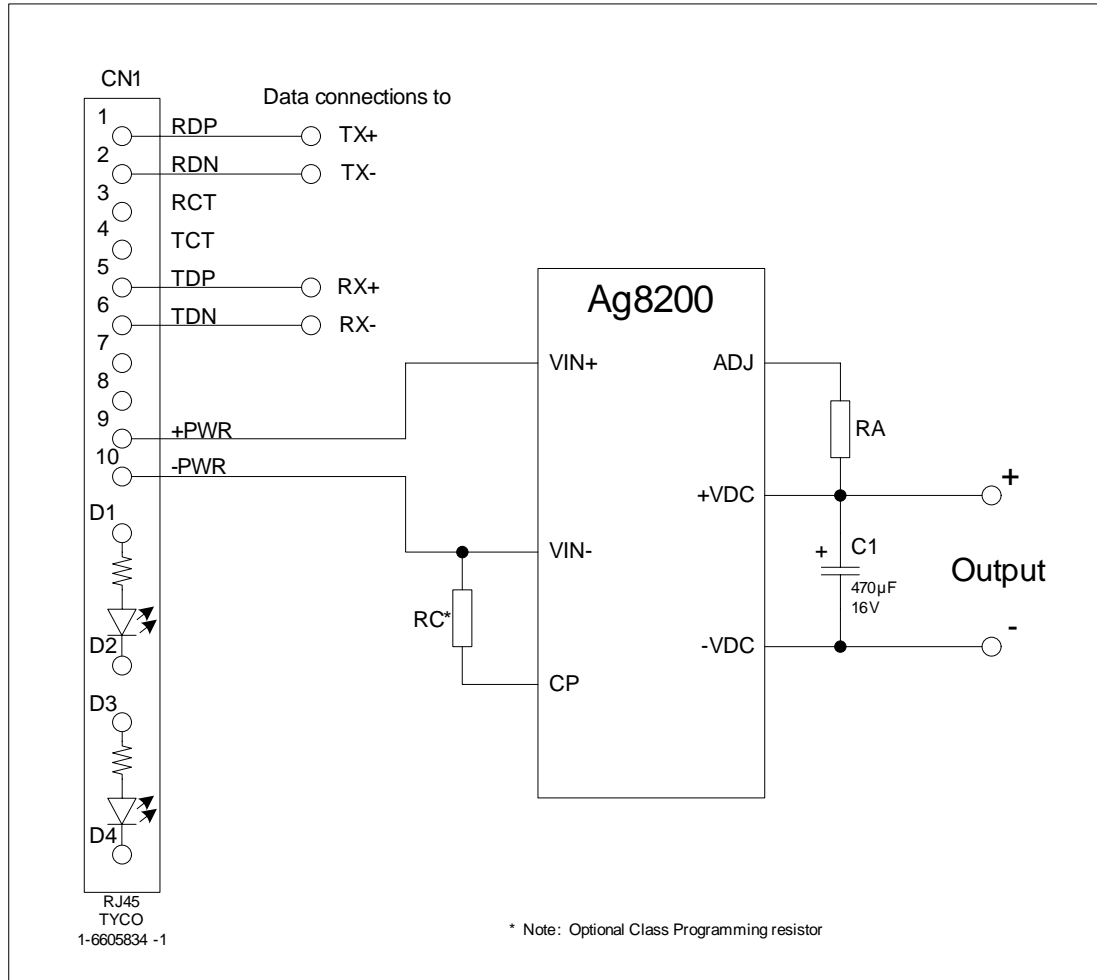 CN1
Data connections to
1 RDP TX+
2 RDN TX-
3 RCT
4 TCT
5 TDP RX+
6 TDN RX-
7
8
9 +PWR
10 -PWR
D1
D2
D3
D4
RJ45
TYCO
1-6605834 -1
Ag8200
VIN+ ADJ
RA
+VDC +
VIN-
+ C1
470µF
16V
Output
RC*
-VDC -
CP
* Note: Optional Class Programming resistor